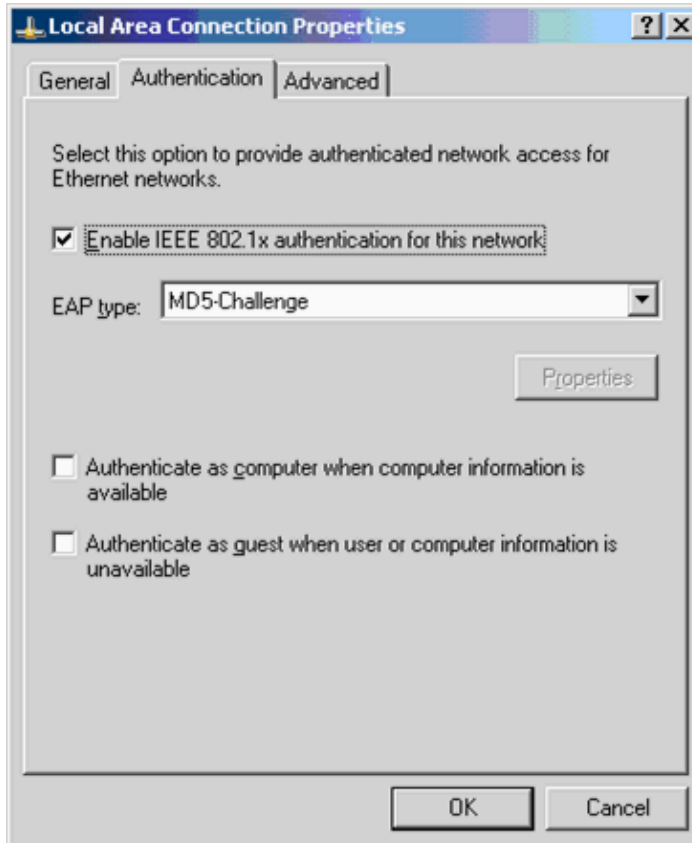 Local Area Connection Properties
General Authentication Advanced
Select this option to provide authenticated network access for
Ethernet networks.
Enable IEEE 802.1x authentication for this network
EAP type: MD5-Challenge
Properties
Authenticate as computer when computer information is
available
Authenticate as guest when user or computer information is
unavailable
OK Cancel